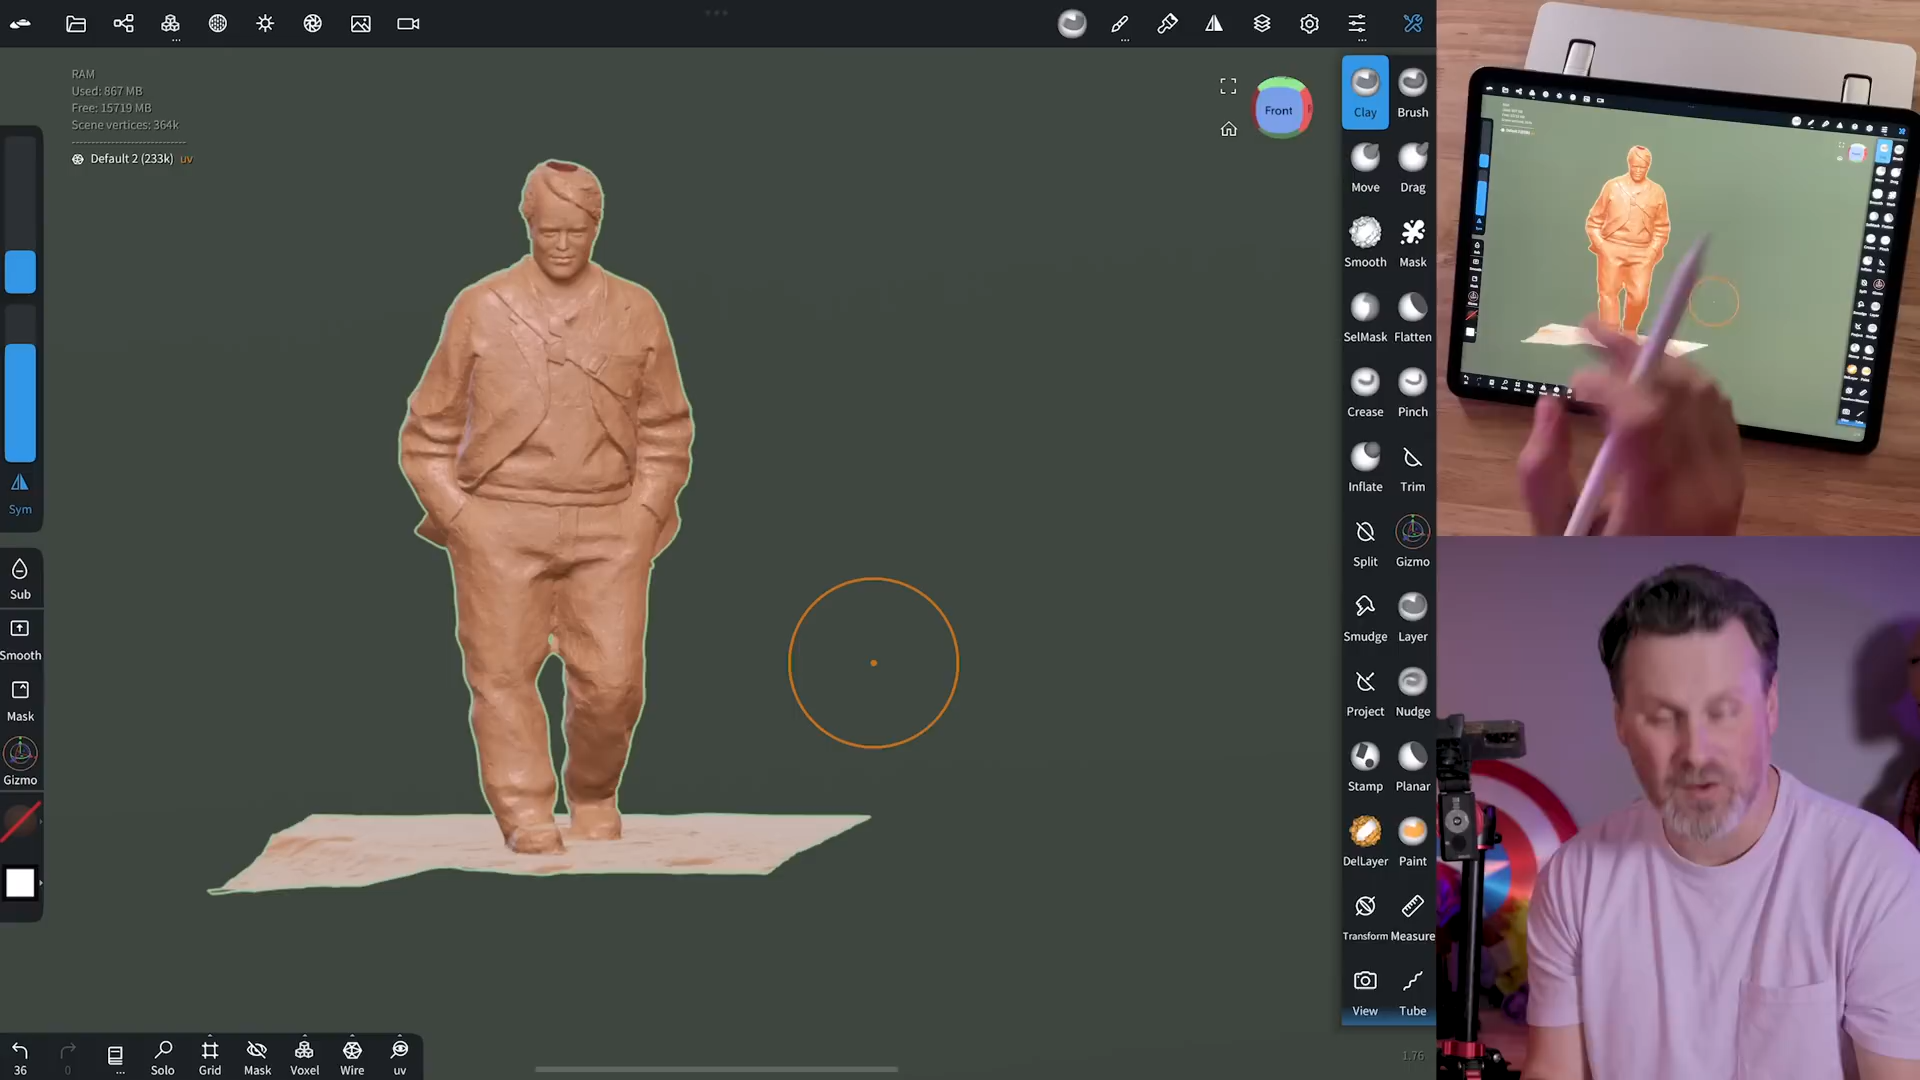 RAM
Used: 867 MB
Free: 15719 MB
Scene vertices: 364k
Default 2 (233k) uv
Front
Sym
Sub
Smooth
Mask
Gizmo
Clay Brush
Move Drag
Smooth Mask
SelMask Flatten
Crease Pinch
Inflate Trim
Split Gizmo
Smudge Layer
Project Nudge
Stamp Planar
DelLayer Paint
Transform Measure
View Tube
36 0 ... Solo Grid Mask Voxel Wire uv
1.76